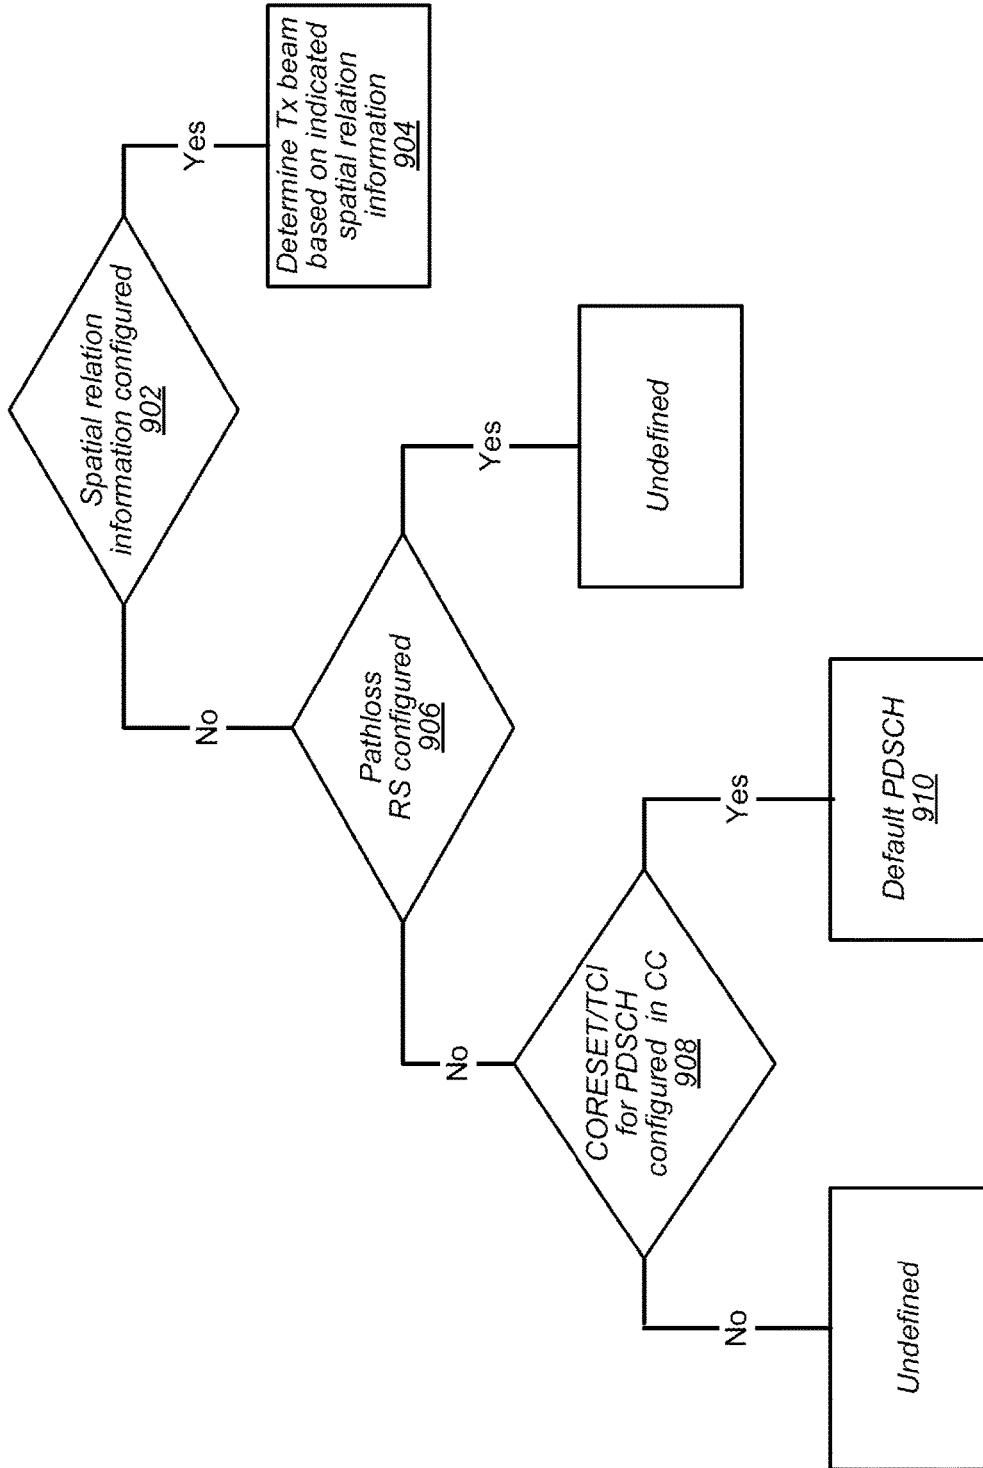 Spatial relation
information configured
902
Yes
Determine Tx beam
based on indicated
spatial relation
information
904
No
Pathloss
RS configured
906
Yes
Undefined
No
CORESET/TCI
for PDSCH
configured in CC
908
Yes
Default PDSCH
910
No
Undefined